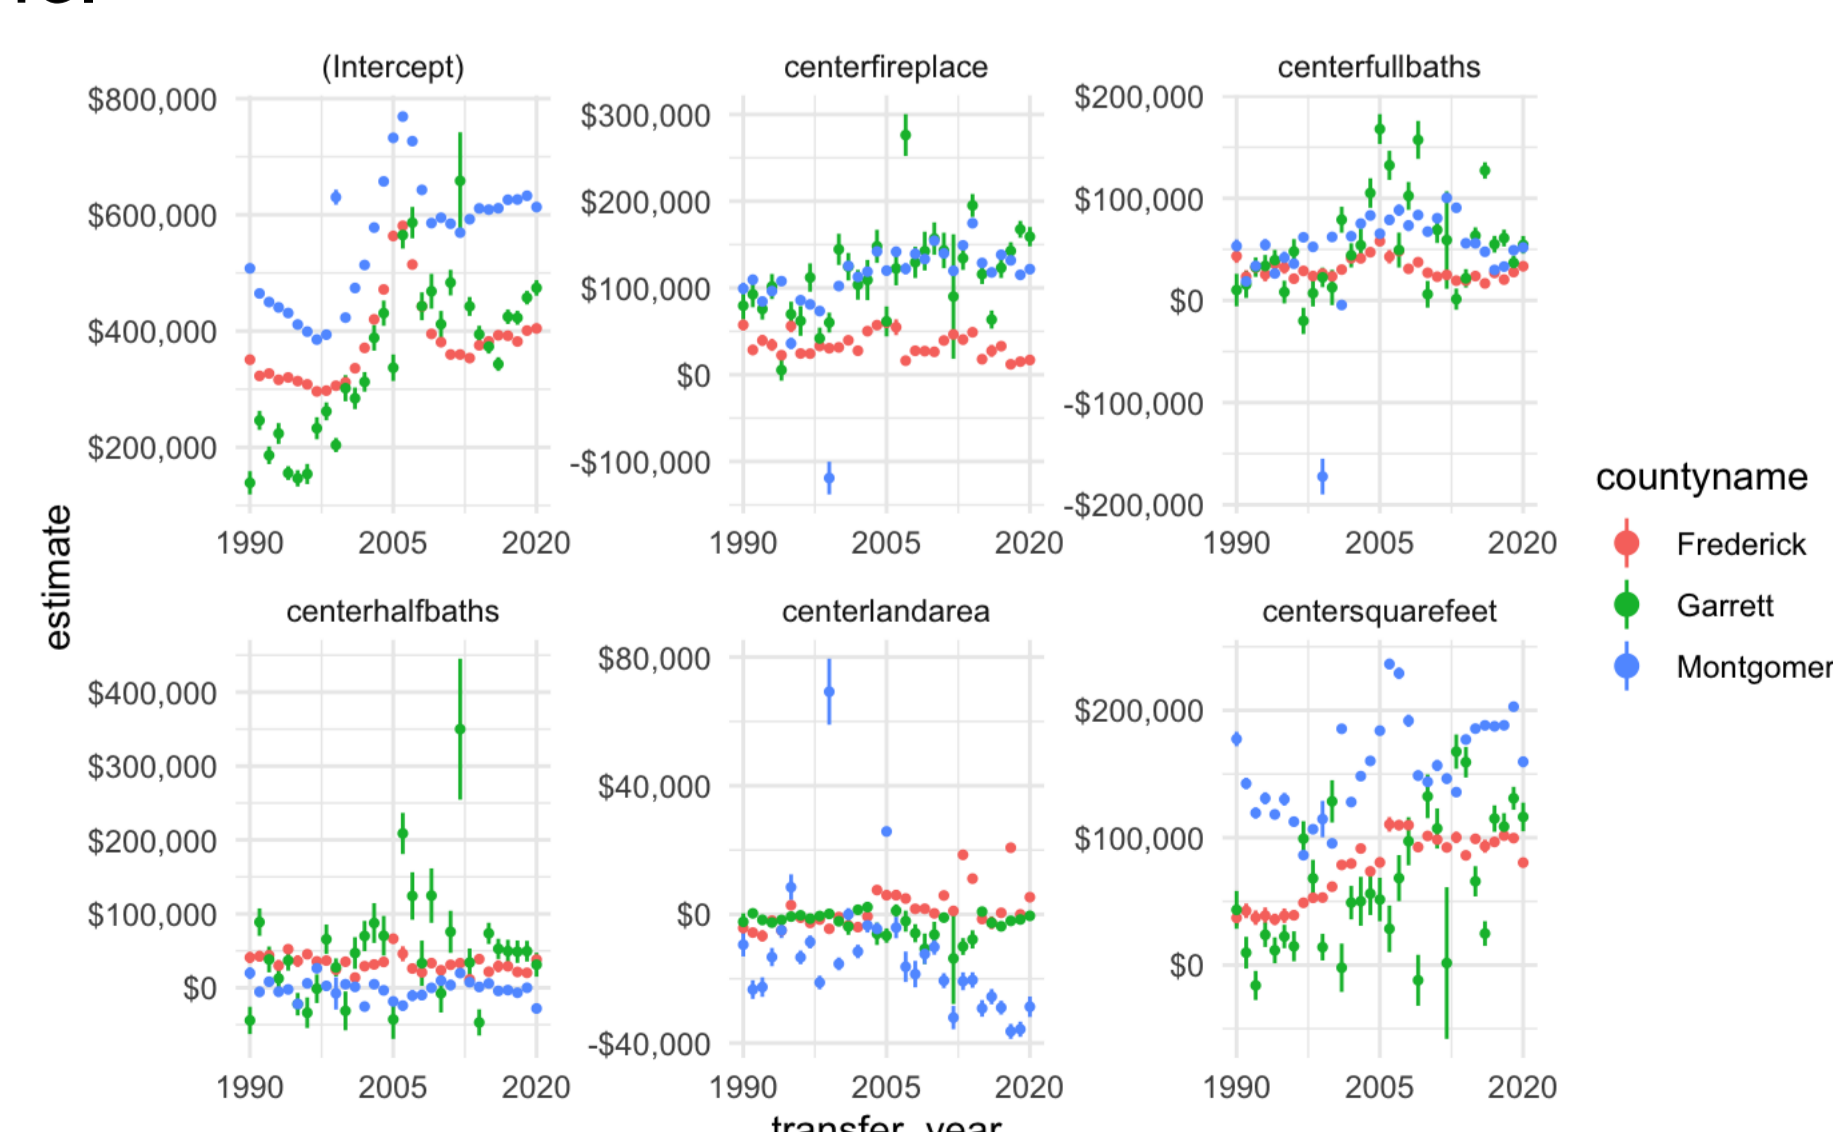 (Intercept)
centerfireplace
centerfullbaths
$800,000
$600,000
$400,000
$200,000
$300,000
$200,000
$100,000
$0
-$100,000
$200,000
$100,000
$0
-$100,000
-$200,000
1990 2005 2020
1990 2005 2020
1990 2005 2020
estimate
centerhalfbaths
centerlandarea
centersquarefeet
$400,000
$300,000
$200,000
$100,000
$0
$80,000
$40,000
$0
-$40,000
$200,000
$100,000
$0
1990 2005 2020
1990 2005 2020
1990 2005 2020
transfer_year
countyname
Frederick
Garrett
Montgomer